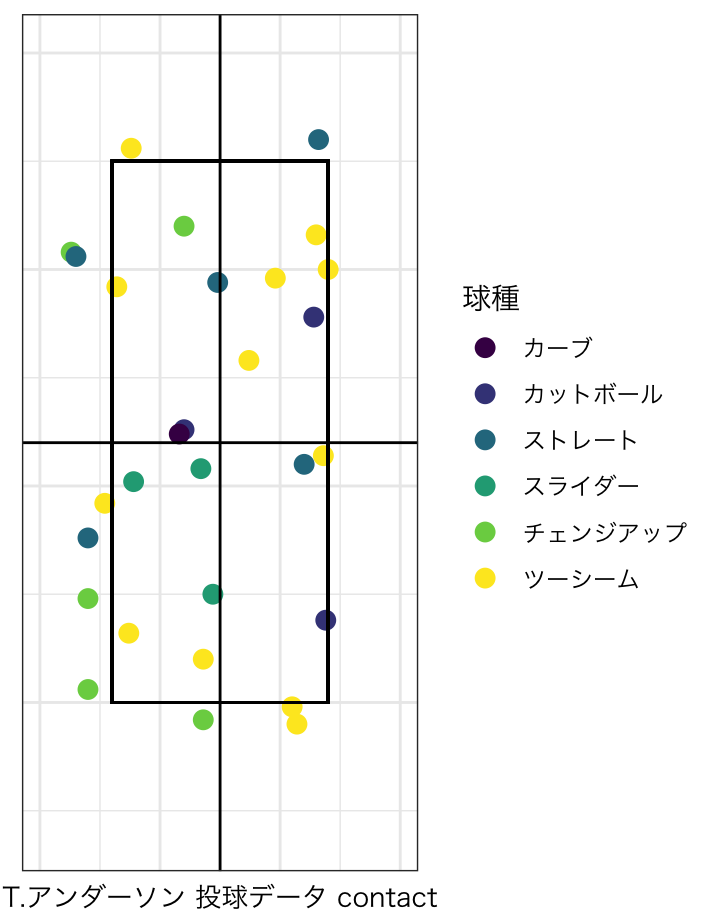 球種
カーブ
カットボール
ストレート
スライダー
チェンジアップ
ツーシーム
T.アンダーソン 投球データ contact